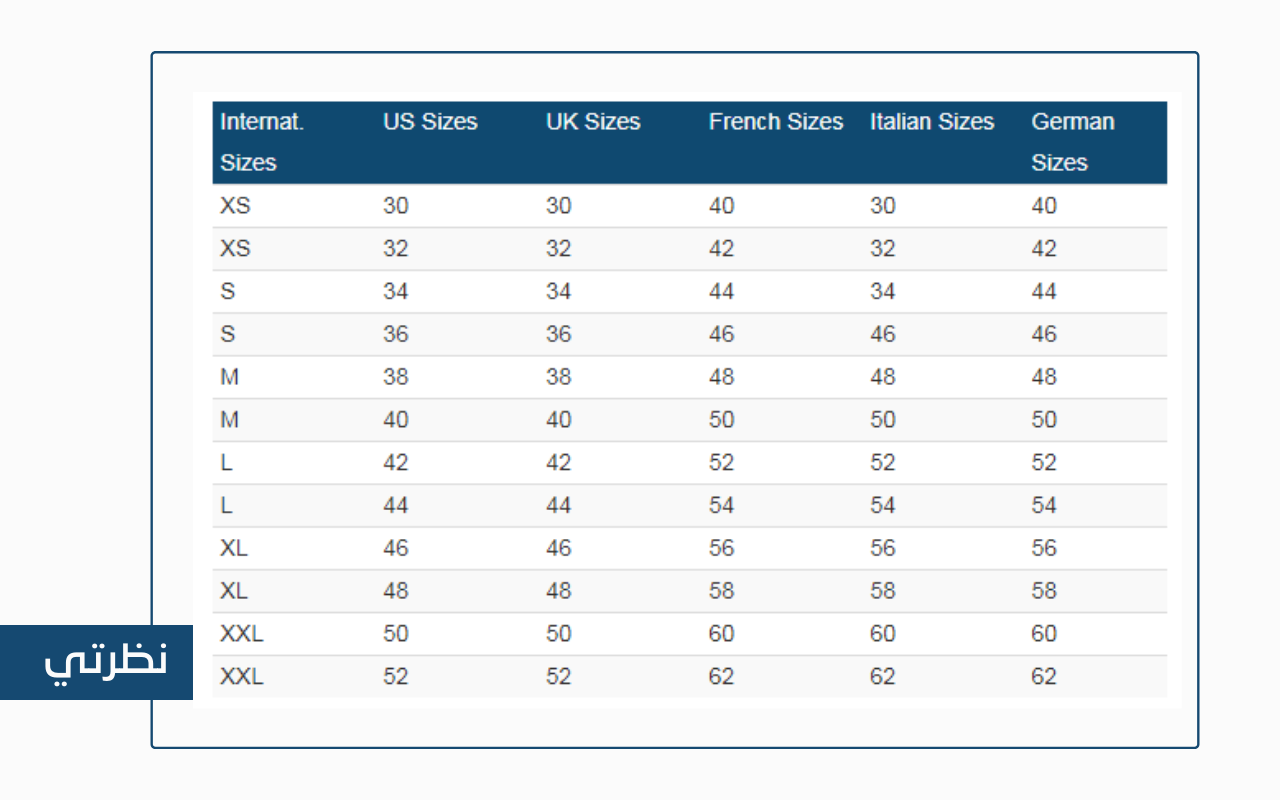 Internat. Sizes US Sizes UK Sizes French Sizes Italian Sizes German Sizes
XS 30 30 40 30 40
XS 32 32 42 32 42
S 34 34 44 34 44
S 36 36 46 46 46
M 38 38 48 48 48
M 40 40 50 50 50
L 42 42 52 52 52
L 44 44 54 54 54
XL 46 46 56 56 56
XL 48 48 58 58 58
XXL 50 50 60 60 60
XXL 52 52 62 62 62
نظرتي